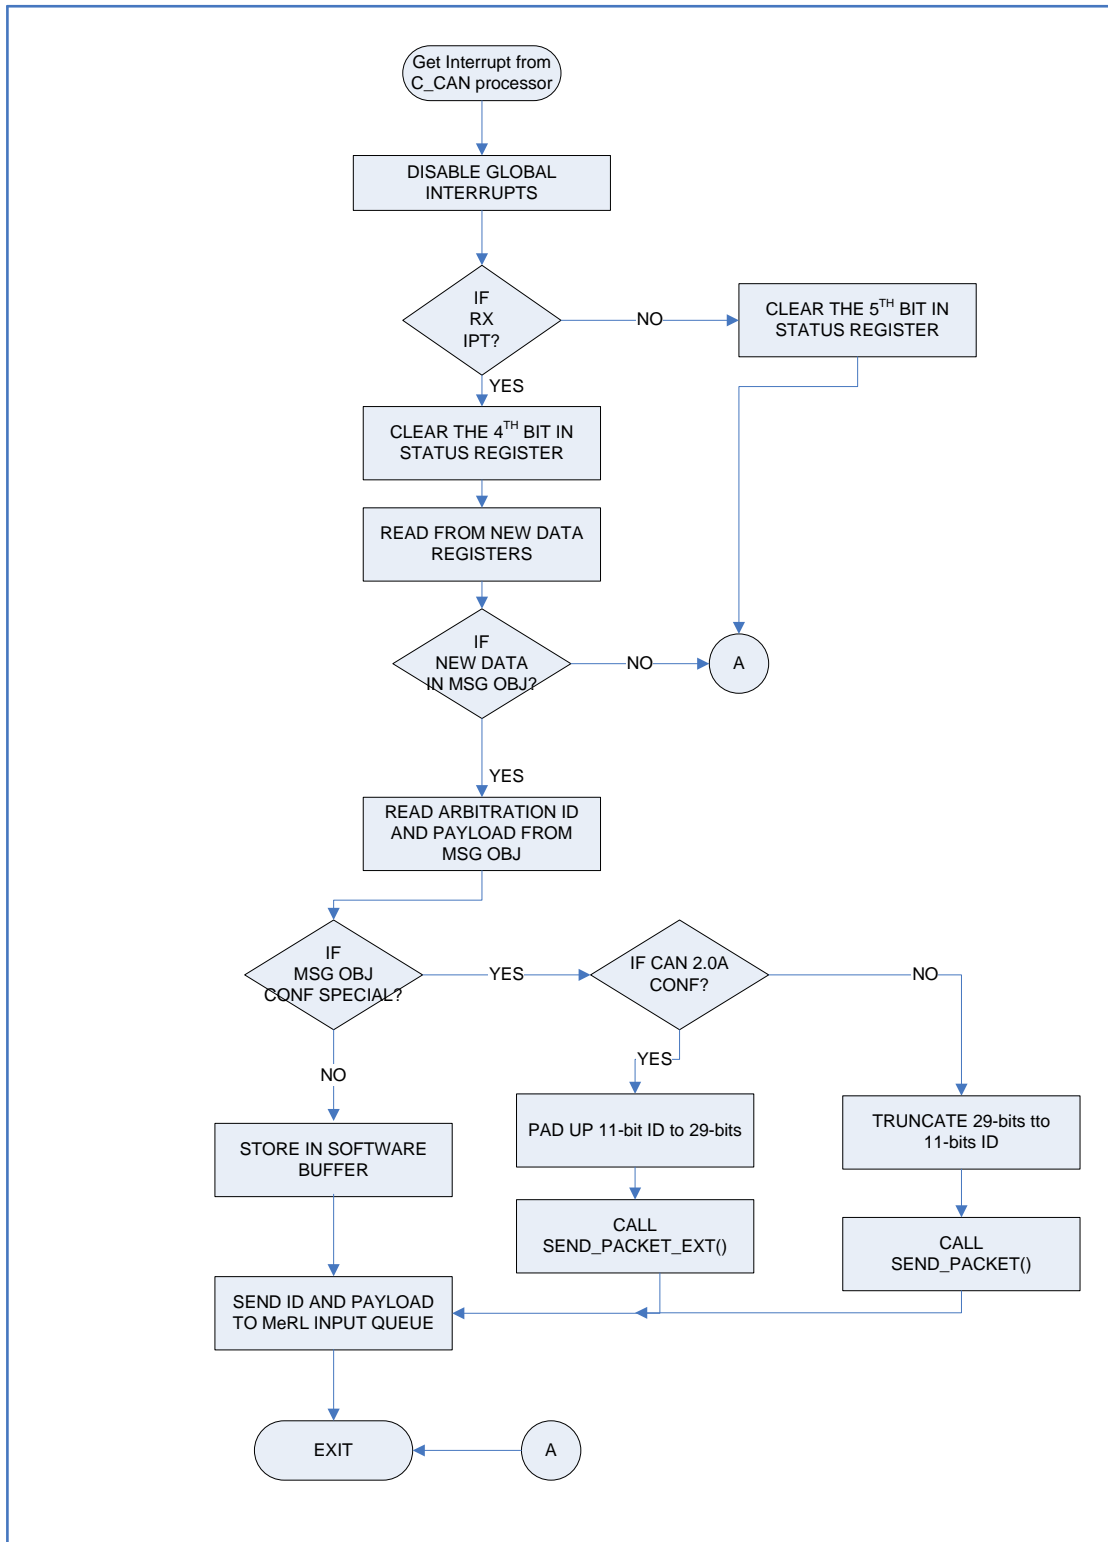 Get Interrupt from
C_CAN processor
DISABLE GLOBAL
INTERRUPTS
IF
RX
IPT?
NO
CLEAR THE 5TH BIT IN
STATUS REGISTER
YES
CLEAR THE 4TH BIT IN
STATUS REGISTER
READ FROM NEW DATA
REGISTERS
IF
NEW DATA
IN MSG OBJ?
NO
A
YES
READ ARBITRATION ID
AND PAYLOAD FROM
MSG OBJ
IF
MSG OBJ
CONF SPECIAL?
YES
IF CAN 2.0A
CONF?
NO
NO
YES
PAD UP 11-bit ID to 29-bits
TRUNCATE 29-bits tto
11-bits ID
STORE IN SOFTWARE
BUFFER
CALL
SEND_PACKET_EXT()
CALL
SEND_PACKET()
SEND ID AND PAYLOAD
TO MeRL INPUT QUEUE
EXIT
A